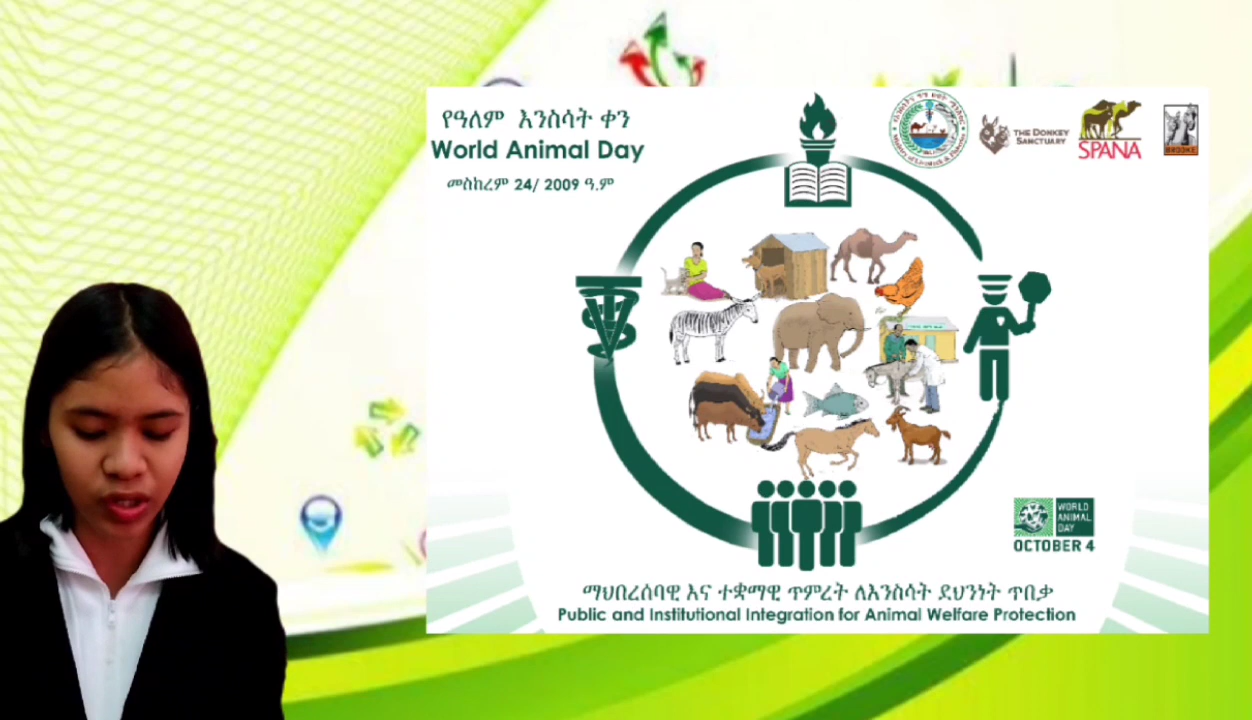 የዓለም እንስሳት ቀን
World Animal Day
መስከረም 24/ 2009 ዓ.ም
THE DONKEY
SANCTUARY
SPANA
BROOKE
WORLD
ANIMAL
DAY
OCTOBER 4
ማህበረሰባዊ እና ተቋማዊ ጥምረት ለእንስሳት ደህንነት ጥበቃ
Public and Institutional Integration for Animal Welfare Protection